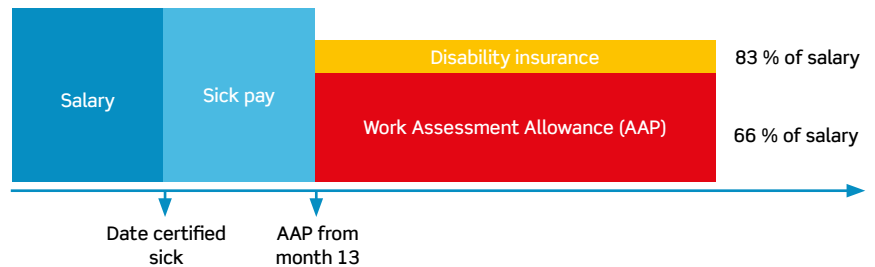 Salary
Sick pay
Disability insurance
83 % of salary
Work Assessment Allowance (AAP)
66 % of salary
Date certified
sick
AAP from
month 13